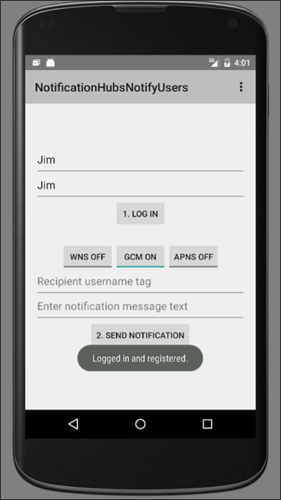 3G 4:01
NotificationHubsNotifyUsers
Jim
Jim
1. LOG IN
WNS OFF GCM ON APNS OFF
Recipient username tag
Enter notification message text
2. SEND NOTIFICATION
Logged in and registered.